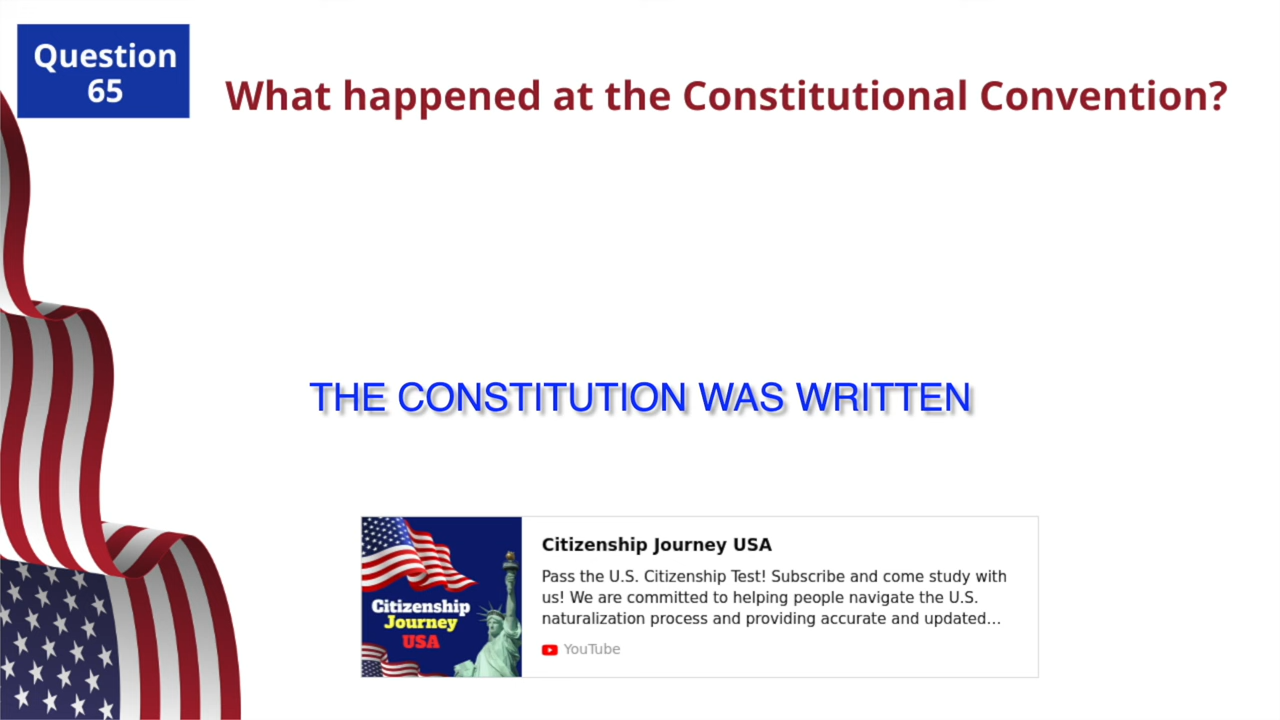 Question
65
What happened at the Constitutional Convention?
THE CONSTITUTION WAS WRITTEN
Citizenship Journey USA
Pass the U.S. Citizenship Test! Subscribe and come study with
us! We are committed to helping people navigate the U.S.
naturalization process and providing accurate and updated...
YouTube
Citizenship
Journey
USA